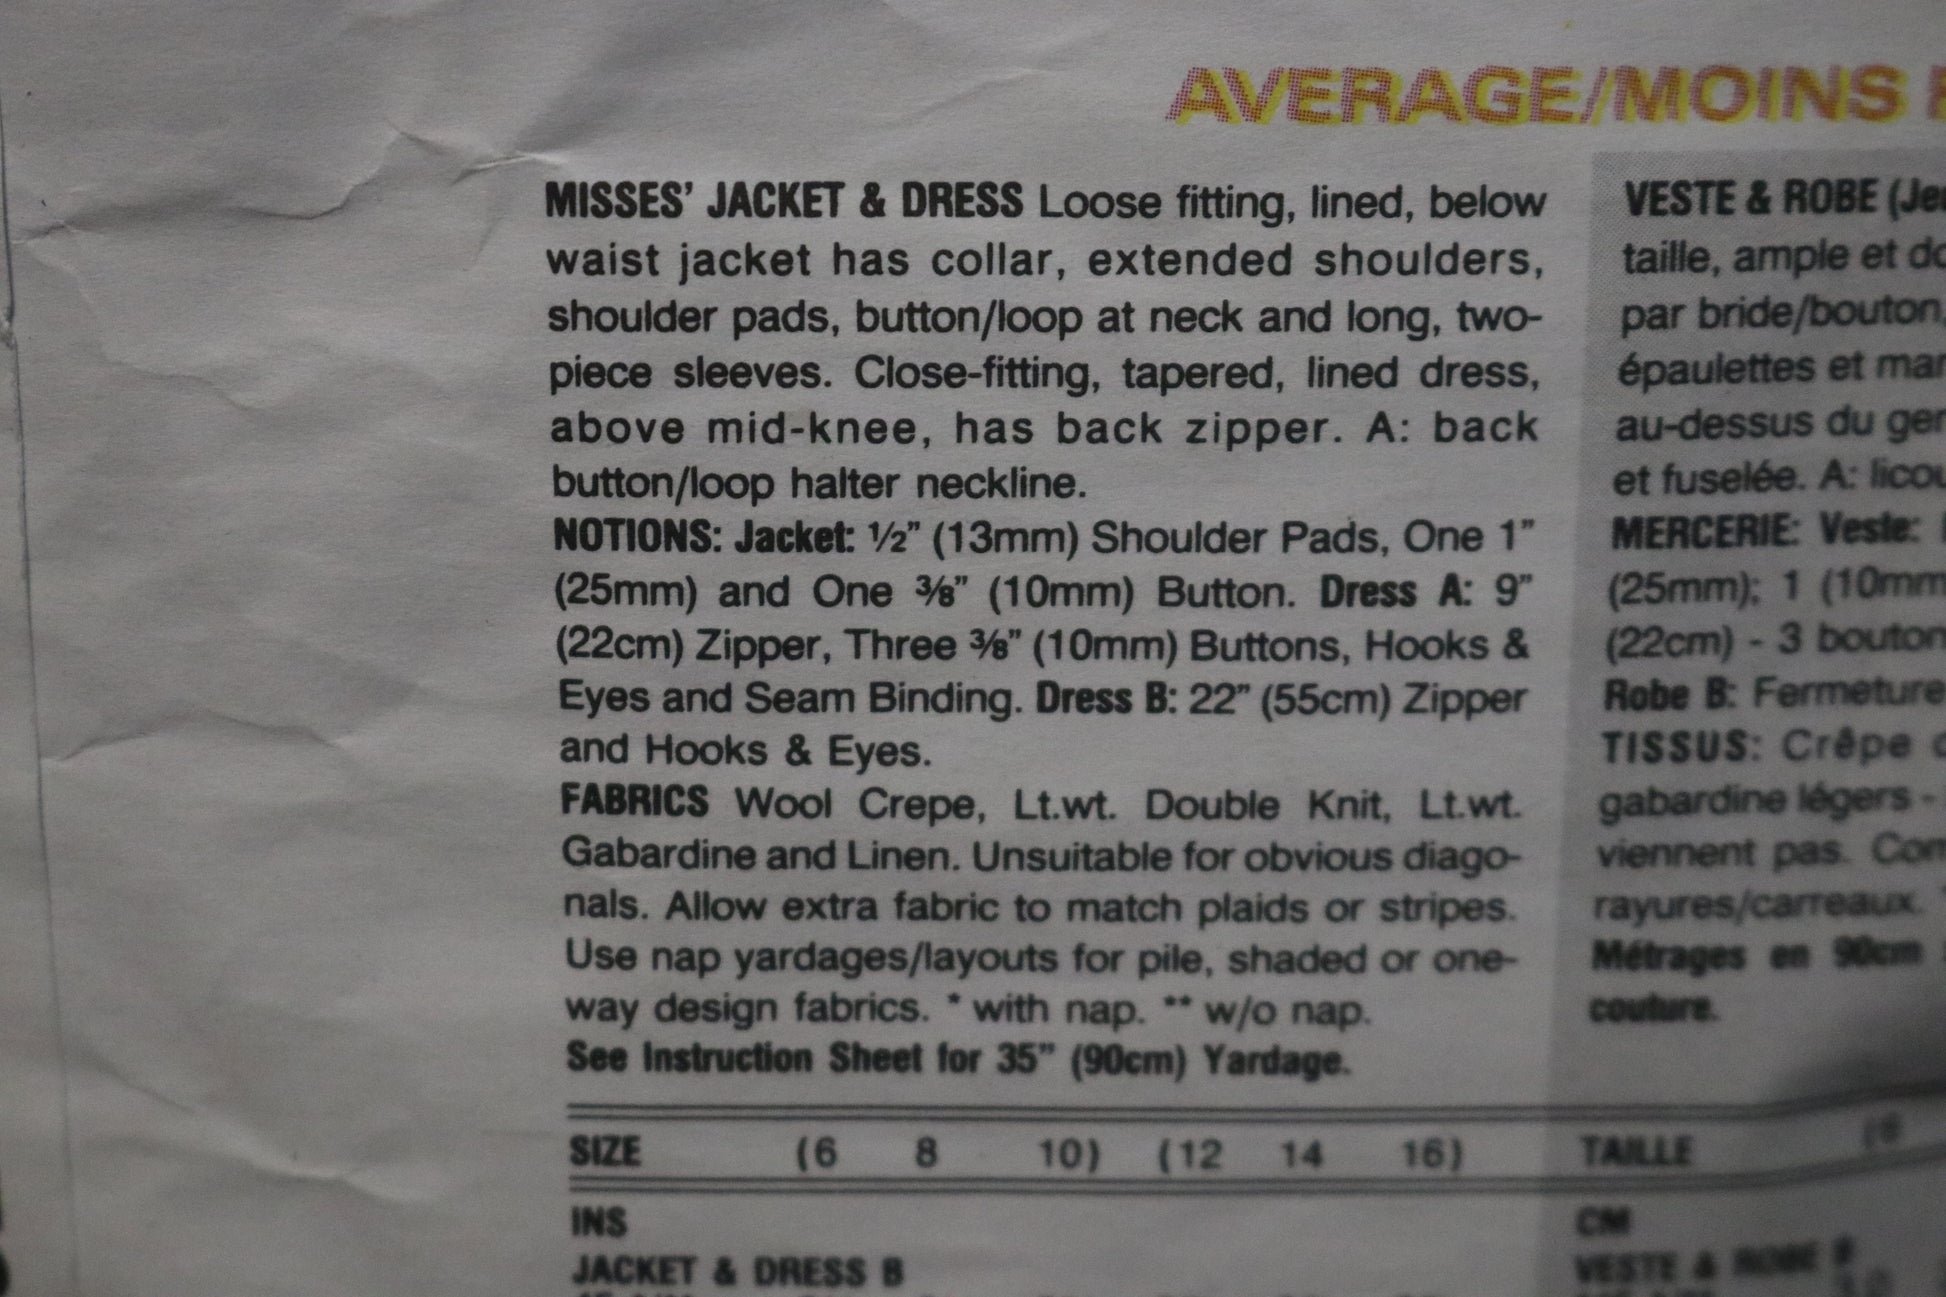 AVERAGE/MOINS
MISSES' JACKET & DRESS Loose fitting, lined, below
waist jacket has collar, extended shoulders,
shoulder pads, button/loop at neck and long, two-
piece sleeves. Close-fitting, tapered, lined dress,
above mid-knee, has back zipper. A: back
button/loop halter neckline.
NOTIONS: Jacket: ½" (13mm) Shoulder Pads, One 1"
(25mm) and One ⅜" (10mm) Button. Dress A: 9"
(22cm) Zipper, Three ⅜" (10mm) Buttons, Hooks &
Eyes and Seam Binding. Dress B: 22" (55cm) Zipper
and Hooks & Eyes.
FABRICS Wool Crepe, Lt.wt. Double Knit, Lt.wt.
Gabardine and Linen. Unsuitable for obvious diago-
nals. Allow extra fabric to match plaids or stripes.
Use nap yardages/layouts for pile, shaded or one-
way design fabrics. * with nap. ** w/o nap.
See Instruction Sheet for 35" (90cm) Yardage.
SIZE (6 8 10) (12 14 16)
INS
JACKET & DRESS B
VESTE & ROBE
taille, ample et
par bride/bouton,
épaulettes et
au-dessus du
et fuselée. A:
MERCERIE: Veste:
(25mm); 1 (10mm
(22cm) - 3
Robe B: Fermeture
TISSUS: Crêpe
gabardine légers -
viennent pas.
rayures/carreaux.
Métrages en 90cm
couture.
TAILLE (6
CM
VESTE & ROBE B